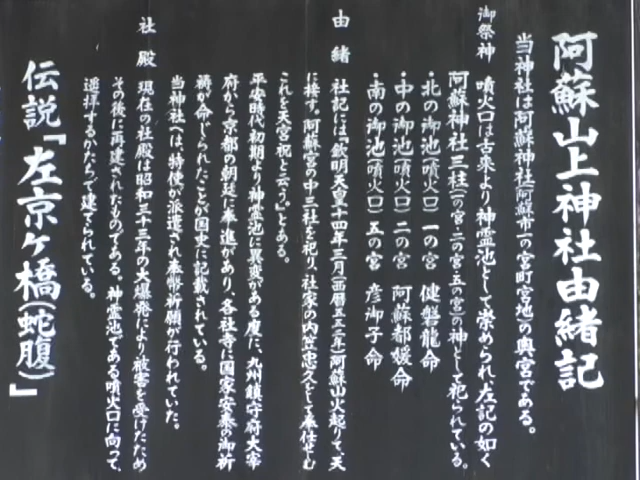 阿蘇山上神社由緒記
当神社は阿蘇神社(阿蘇市一の宮町宮地)の奥宮である。
御祭神 噴火口は古来より神霊池として崇められ、左記の如く
阿蘇神社三柱(一の宮・二の宮・五の宮)の神として祀られている。
・北の御池(噴火口) 一の宮 健磐龍命
・中の御池(噴火口) 二の宮 阿蘇都媛命
・南の御池(噴火口) 五の宮 彦御子命
由緒 社記には「欽明天皇十四年三月(西暦五五二年)阿蘇山火起りて、天
に接す。阿蘇宮の中三社を祀り、社家の内笠忠久として奉仕せむ
これを天宮祝と云う」とある。
平安時代初期より神霊池に異変がある度に、九州鎮守府大宰
府から京都の朝廷に奉進があり、各社寺に国家安泰の御祈
祷が命じられたことが国史に記載されている。
当神社へは、特使が派遣され奉幣祈願が行われていた。
社殿 現在の社殿は昭和三十三年の大爆発により被害を受けたため
その後に再建されたものである。神霊池である噴火口に向って、
遥拝するかたちで建てられている。
伝説「左京ヶ橋(蛇腹)」